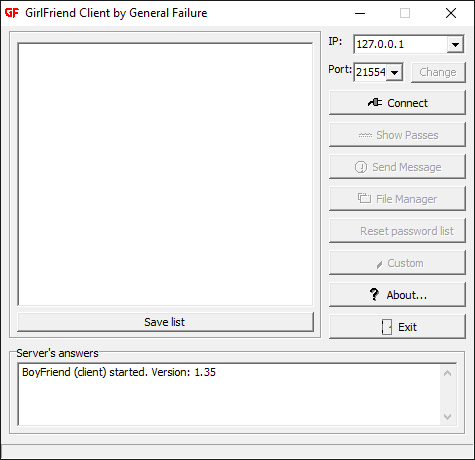 GF GirlFriend Client by General Failure
IP: 127.0.0.1
Port: 21554 Change
Connect
Show Passes
Send Message
File Manager
Reset password list
Custom
? About...
Exit
Save list
Server's answers
BoyFriend (client) started. Version: 1.35